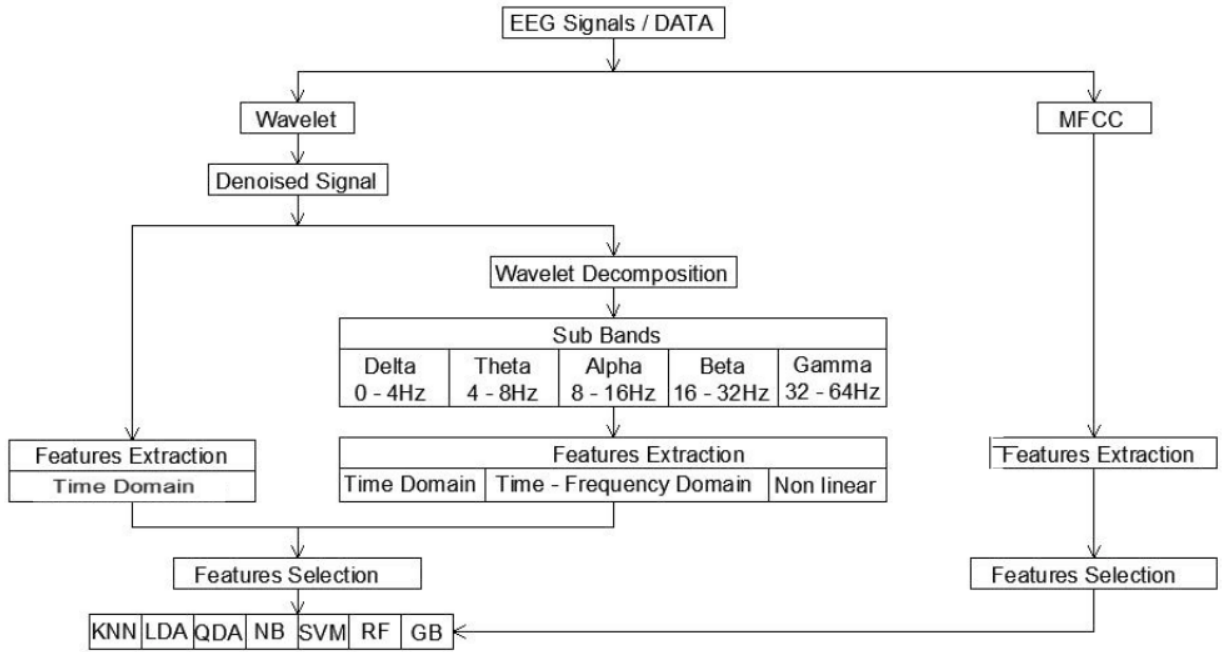 EEG Signals / DATA
Wavelet
MFCC
Denoised Signal
Wavelet Decomposition
Sub Bands
Delta Theta Alpha Beta Gamma
0 - 4Hz 4 - 8Hz 8 - 16Hz 16 - 32Hz 32 - 64Hz
Features Extraction
Time Domain
Features Extraction
Time Domain Time - Frequency Domain Non linear
Features Extraction
Features Selection
Features Selection
KNN LDA QDA NB SVM RF GB